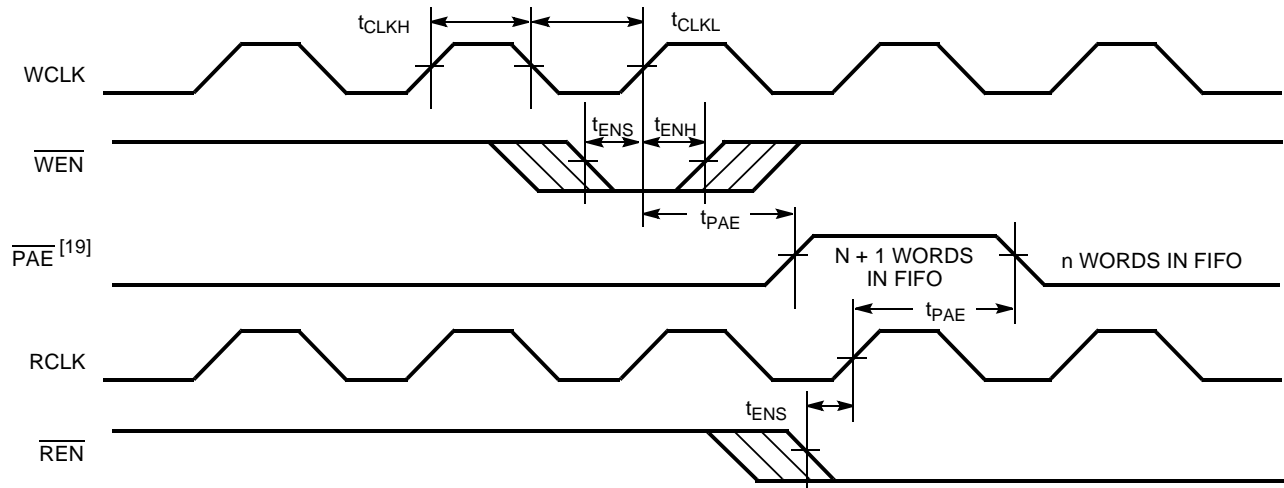 tCLKH
tCLKL
WCLK
tENS
tENH
WEN
tPAE
PAE [19]
N + 1 WORDS
IN FIFO
n WORDS IN FIFO
tPAE
RCLK
tENS
REN